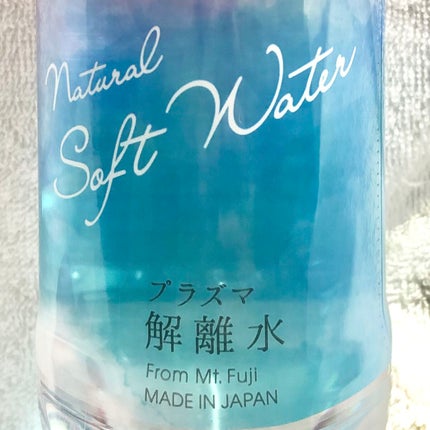 Natural
Soft Water
プラズマ
解離水
From Mt. Fuji
MADE IN JAPAN